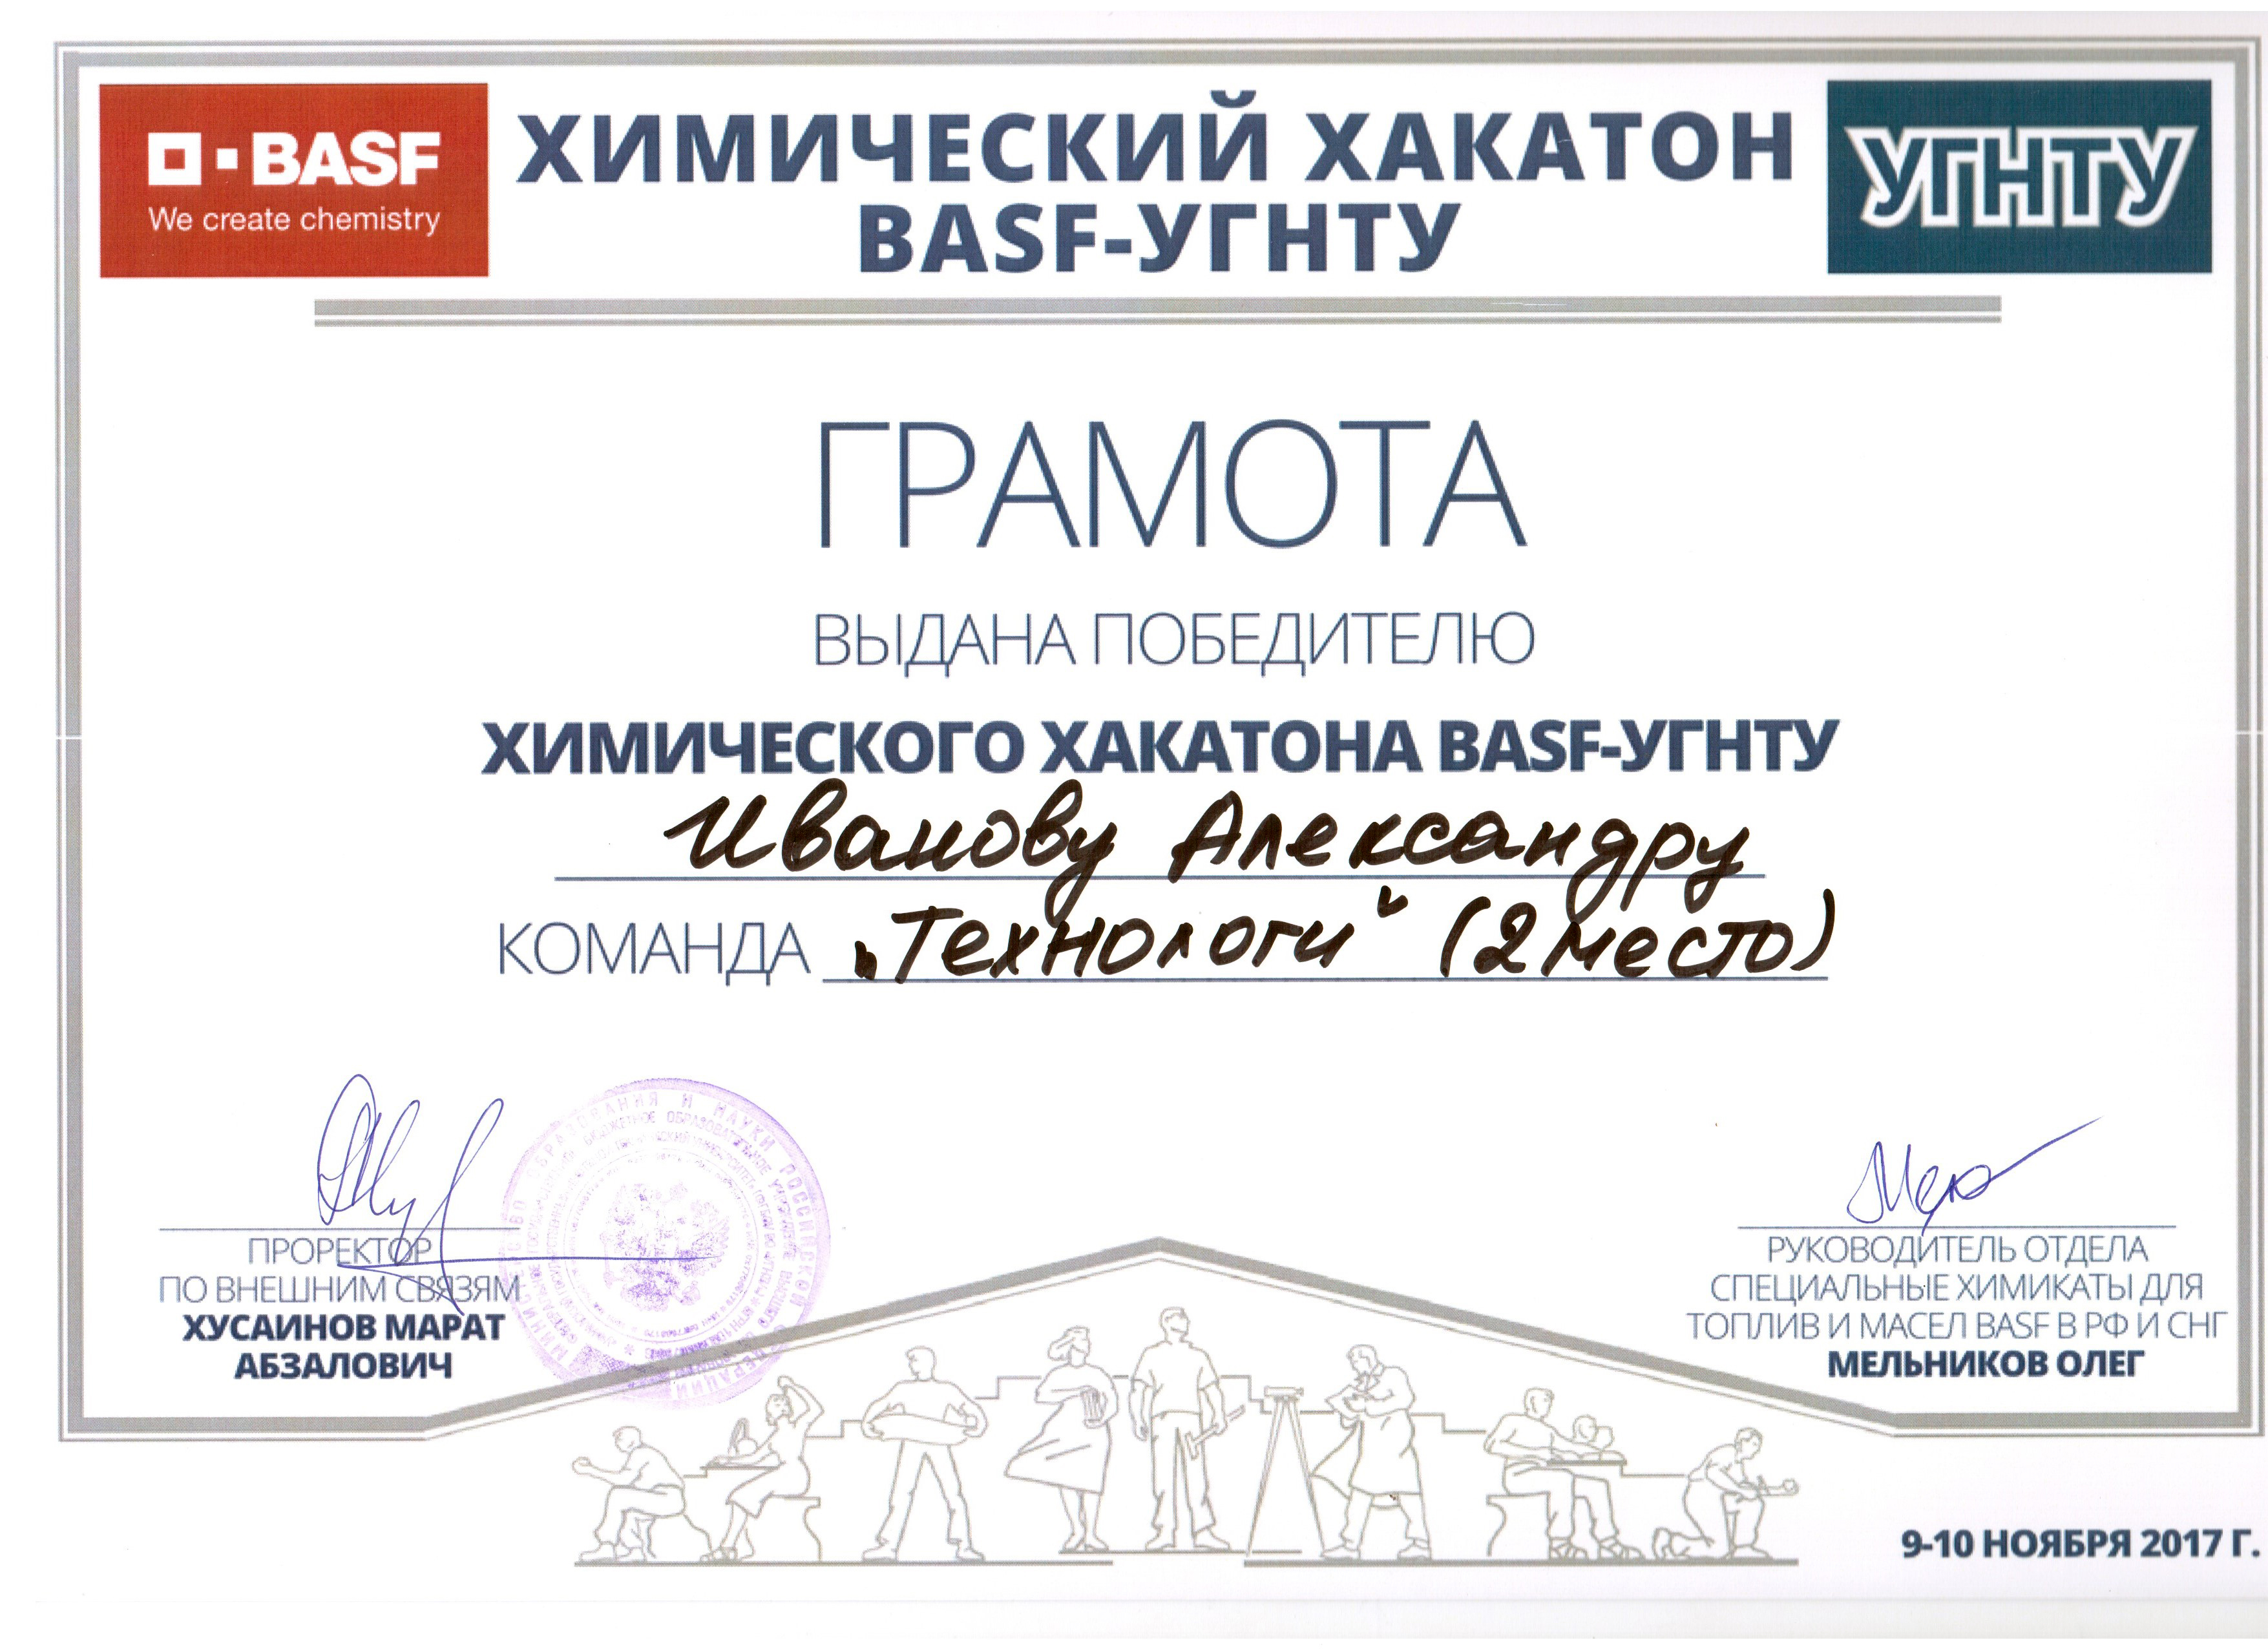 BASF
We create chemistry
ХИМИЧЕСКИЙ ХАКАТОН
BASF-УГНТУ
УГНТУ
ГРАМОТА
ВЫДАНА ПОБЕДИТЕЛЮ
ХИМИЧЕСКОГО ХАКАТОНА BASF-УГНТУ
Иванову Александру
КОМАНДА „Технологи“ (2 место)
ПРОРЕКТОР
ПО ВНЕШНИМ СВЯЗЯМ
ХУСАИНОВ МАРАТ
АБЗАЛОВИЧ
РУКОВОДИТЕЛЬ ОТДЕЛА
СПЕЦИАЛЬНЫЕ ХИМИКАТЫ ДЛЯ
ТОПЛИВ И МАСЕЛ BASF В РФ И СНГ
МЕЛЬНИКОВ ОЛЕГ
9-10 НОЯБРЯ 2017 Г.